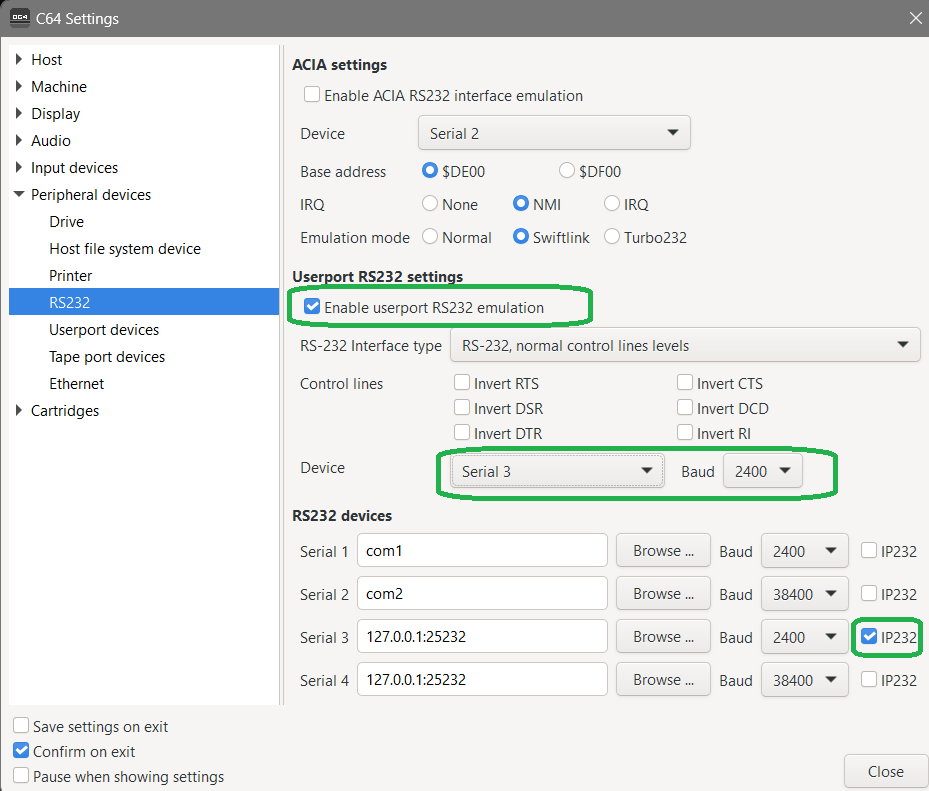 C64 C64 Settings
Host
Machine
Display
Audio
Input devices
Peripheral devices
Drive
Host file system device
Printer
RS232
Userport devices
Tape port devices
Ethernet
Cartridges
ACIA settings
Enable ACIA RS232 interface emulation
Device Serial 2
Base address $DE00 $DF00
IRQ None NMI IRQ
Emulation mode Normal Swiftlink Turbo232
Userport RS232 settings
Enable userport RS232 emulation
RS-232 Interface type RS-232, normal control lines levels
Control lines Invert RTS Invert CTS
Invert DSR Invert DCD
Invert DTR Invert RI
Device Serial 3 Baud 2400
RS232 devices
Serial 1 com1 Browse ... Baud 2400 IP232
Serial 2 com2 Browse ... Baud 38400 IP232
Serial 3 127.0.0.1:25232 Browse ... Baud 2400 IP232
Serial 4 127.0.0.1:25232 Browse ... Baud 38400 IP232
Save settings on exit
Confirm on exit
Pause when showing settings
Close